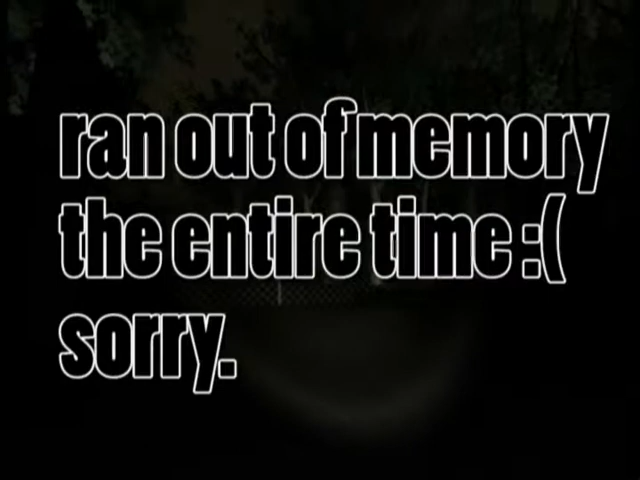 ran out of memory
the entire time :(
sorry.